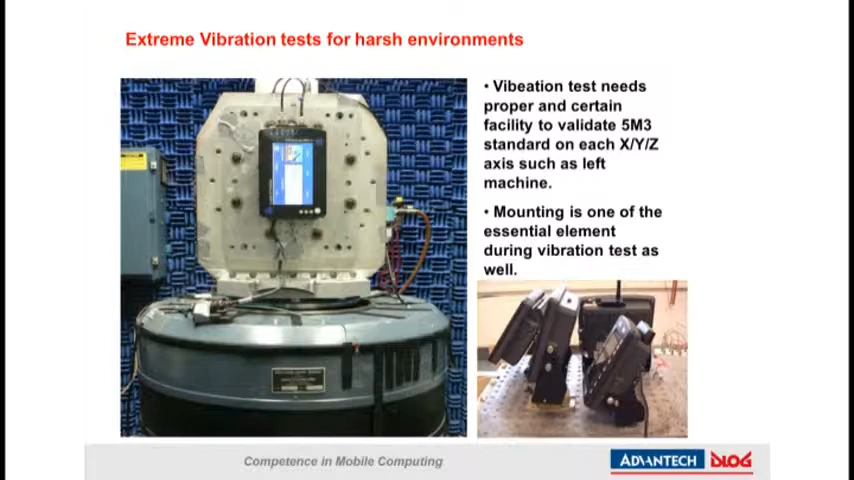 Extreme Vibration tests for harsh environments
• Vibeation test needs
proper and certain
facility to validate 5M3
standard on each X/Y/Z
axis such as left
machine.
• Mounting is one of the
essential element
during vibration test as
well.
Competence in Mobile Computing
ADVANTECH DLOG